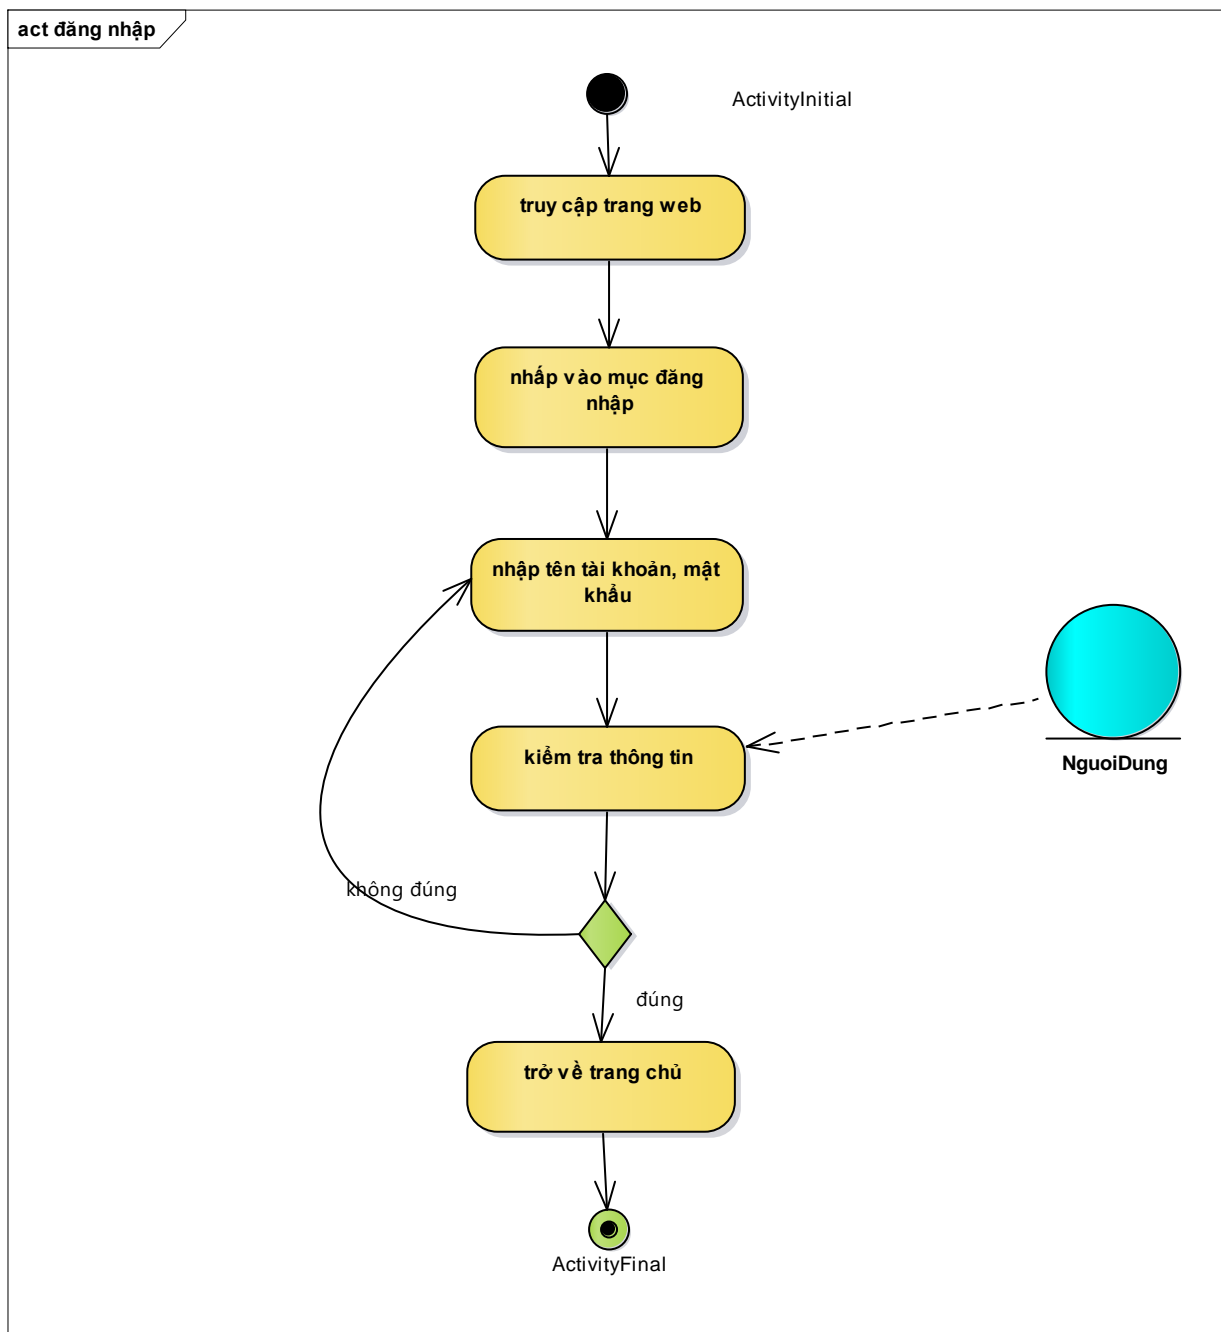 act đăng nhập
ActivityInitial
truy cập trang web
nhấp vào mục đăng
nhập
nhập tên tài khoản, mật
khẩu
kiểm tra thông tin
NguoiDung
không đúng
đúng
trở về trang chủ
ActivityFinal